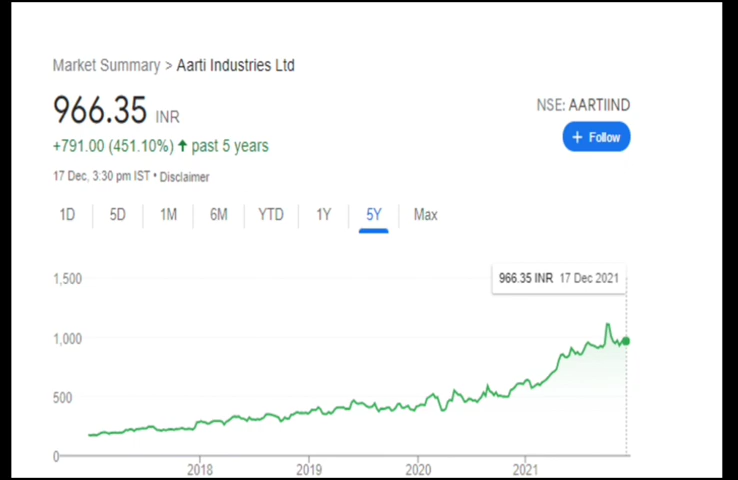 Market Summary > Aarti Industries Ltd
966.35 INR
NSE: AARTIIND
+ Follow
+791.00 (451.10%) ↑ past 5 years
17 Dec, 3:30 pm IST • Disclaimer
1D 5D 1M 6M YTD 1Y 5Y Max
966.35 INR 17 Dec 2021
1,500
1,000
500
0
2018 2019 2020 2021